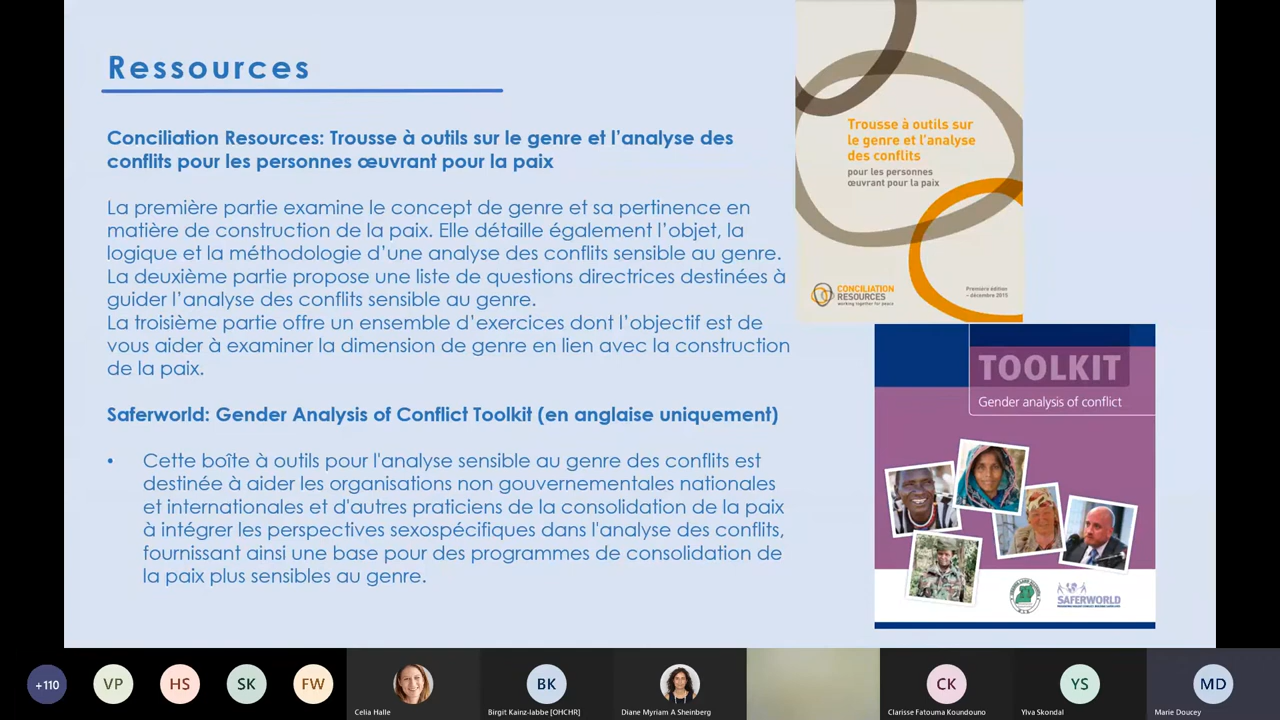 Ressources
Conciliation Resources: Trousse à outils sur le genre et l’analyse des
conflits pour les personnes œuvrant pour la paix
La première partie examine le concept de genre et sa pertinence en
matière de construction de la paix. Elle détaille également l’objet, la
logique et la méthodologie d’une analyse des conflits sensible au genre.
La deuxième partie propose une liste de questions directrices destinées à
guider l’analyse des conflits sensible au genre.
La troisième partie offre un ensemble d’exercices dont l’objectif est de
vous aider à examiner la dimension de genre en lien avec la construction
de la paix.
Saferworld: Gender Analysis of Conflict Toolkit (en anglaise uniquement)
• Cette boîte à outils pour l'analyse sensible au genre des conflits est
destinée à aider les organisations non gouvernementales nationales
et internationales et d'autres praticiens de la consolidation de la paix
à intégrer les perspectives sexospécifiques dans l'analyse des conflits,
fournissant ainsi une base pour des programmes de consolidation de
la paix plus sensibles au genre.
Trousse à outils sur
le genre et l’analyse
des conflits
pour les personnes
œuvrant pour la paix
CONCILIATION
RESOURCES
working together for peace
Première édition
– décembre 2015
TOOLKIT
Gender analysis of conflict
SAFERWORLD
+110
VP
HS
SK
FW
Celia Halle
BK
Birgit Kainz-labbe [OHCHR]
Diane Myriam A Sheinberg
CK
Clarisse Fatouma Koundouno
YS
Ylva Skondal
MD
Marie Doucey